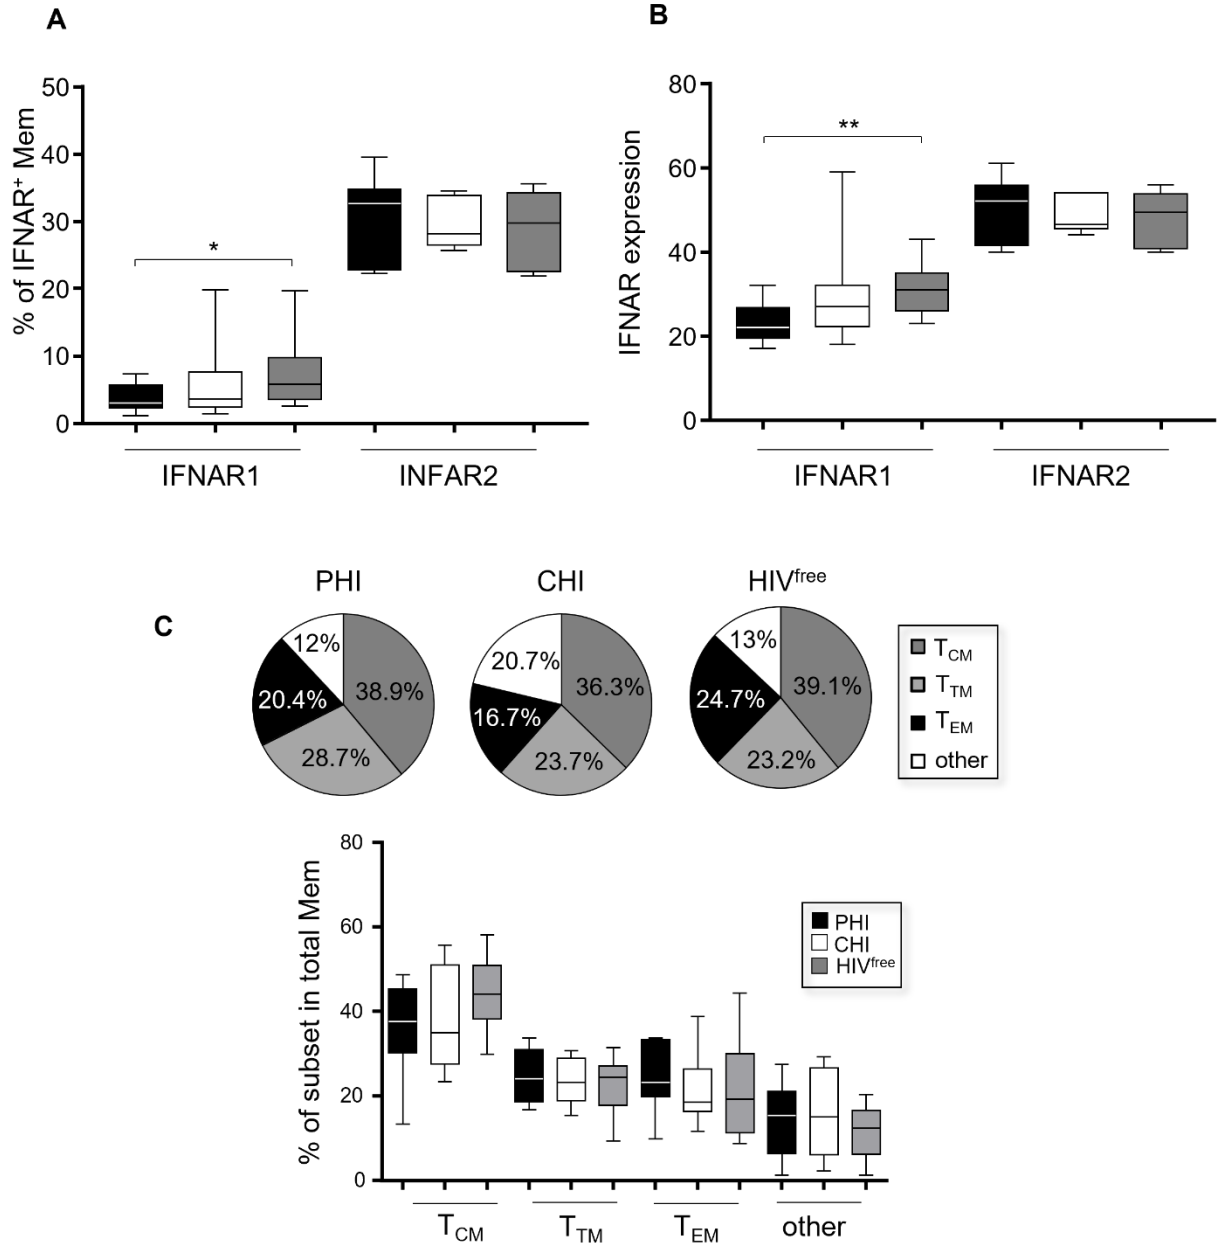 A
% of IFNAR+ Mem
50
40
30
20
10
0
*
IFNAR1
INFAR2
B
IFNAR expression
80
60
40
20
0
**
IFNAR1
IFNAR2
C
PHI
CHI
HIVfree
12%
38.9%
20.4%
28.7%
20.7%
36.3%
16.7%
23.7%
13%
39.1%
24.7%
23.2%
TCM
TTM
TEM
other
% of subset in total Mem
80
60
40
20
0
PHI
CHI
HIVfree
TCM
TTM
TEM
other